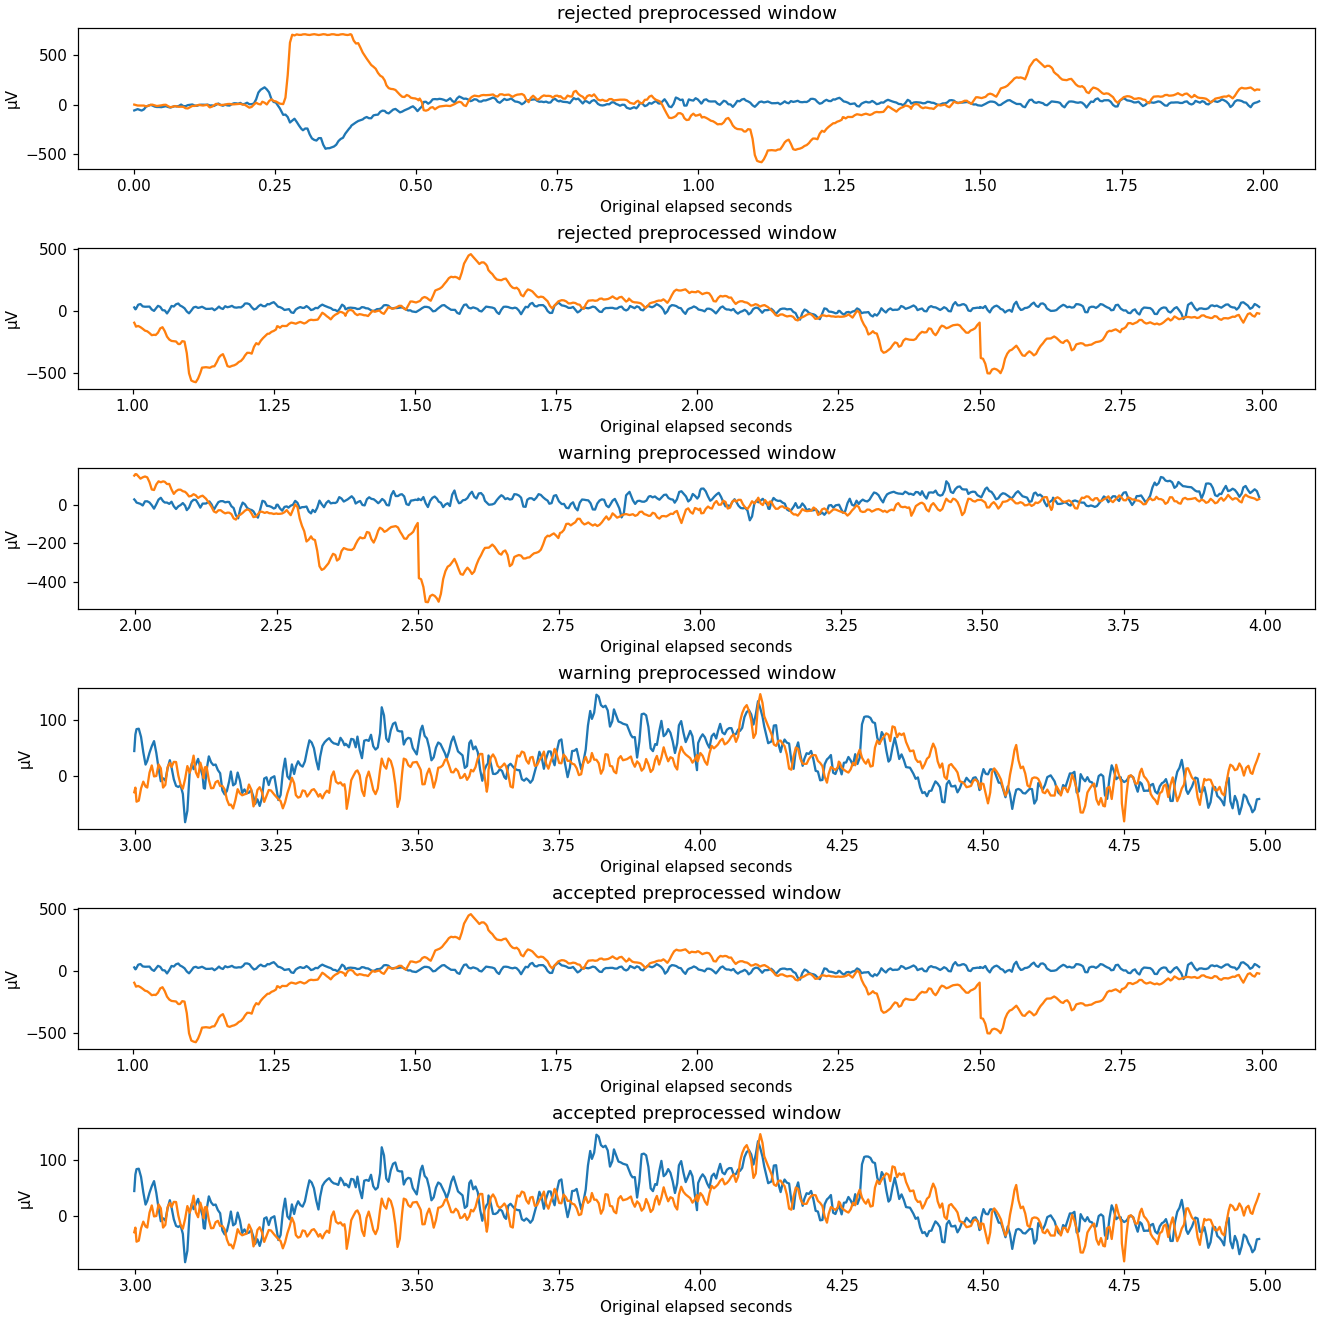 rejected preprocessed window
500
0
−500
µV
0.00 0.25 0.50 0.75 1.00 1.25 1.50 1.75 2.00
Original elapsed seconds
rejected preprocessed window
500
0
−500
µV
1.00 1.25 1.50 1.75 2.00 2.25 2.50 2.75 3.00
Original elapsed seconds
warning preprocessed window
0
−200
−400
µV
2.00 2.25 2.50 2.75 3.00 3.25 3.50 3.75 4.00
Original elapsed seconds
warning preprocessed window
100
0
µV
3.00 3.25 3.50 3.75 4.00 4.25 4.50 4.75 5.00
Original elapsed seconds
accepted preprocessed window
500
0
−500
µV
1.00 1.25 1.50 1.75 2.00 2.25 2.50 2.75 3.00
Original elapsed seconds
accepted preprocessed window
100
0
µV
3.00 3.25 3.50 3.75 4.00 4.25 4.50 4.75 5.00
Original elapsed seconds